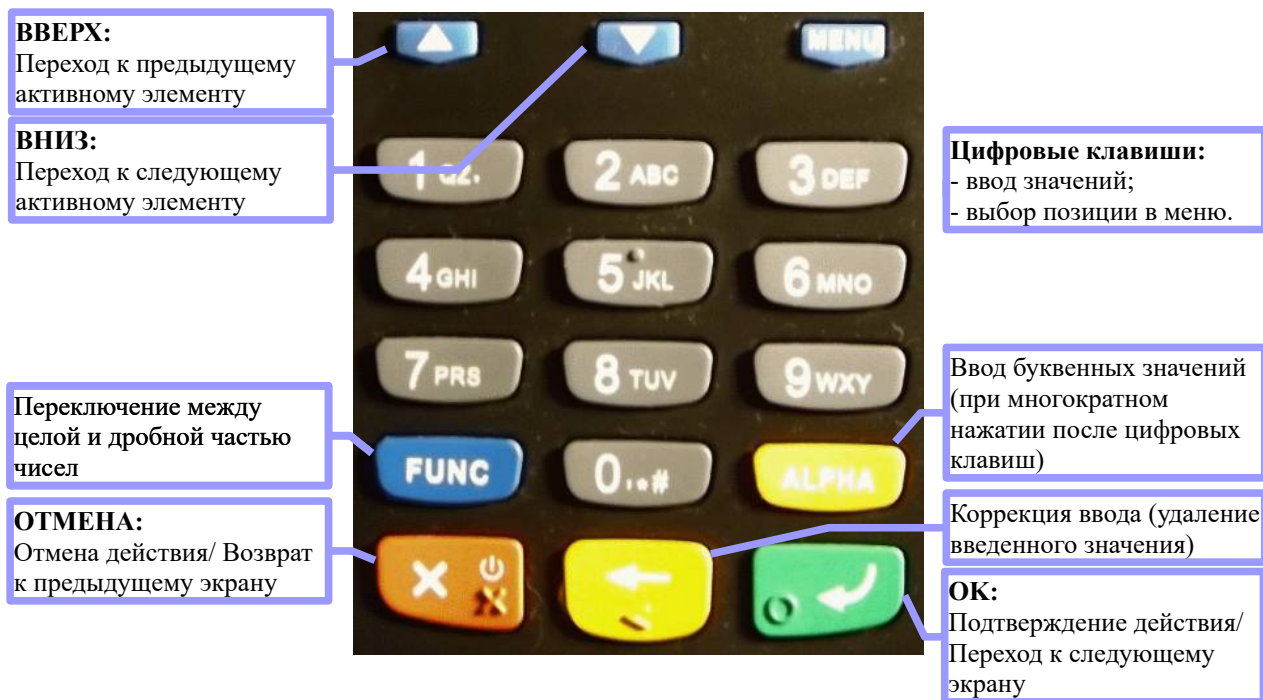 ВВЕРХ:
Переход к предыдущему
активному элементу
ВНИЗ:
Переход к следующему
активному элементу
MENU
1 QZ.
2 ABC
3 DEF
Цифровые клавиши:
- ввод значений;
- выбор позиции в меню.
4 GHI
5 JKL
6 MNO
7 PRS
8 TUV
9 WXY
Ввод буквенных значений
(при многократном
нажатии после цифровых
клавиш)
Переключение между
целой и дробной частью
чисел
FUNC
0,*#
ALPHA
ОТМЕНА:
Отмена действия/ Возврат
к предыдущему экрану
Коррекция ввода (удаление
введенного значения)
OK:
Подтверждение действия/
Переход к следующему
экрану